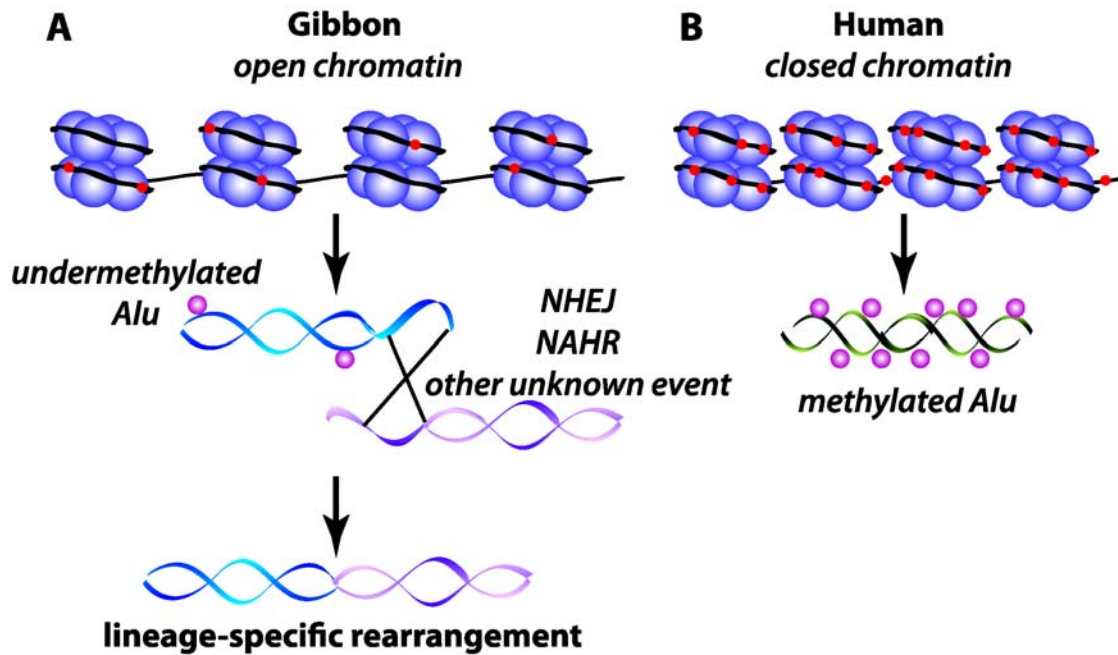 A
Gibbon
open chromatin
B
Human
closed chromatin
undermethylated
Alu
NHEJ
NAHR
other unknown event
methylated Alu
lineage-specific rearrangement